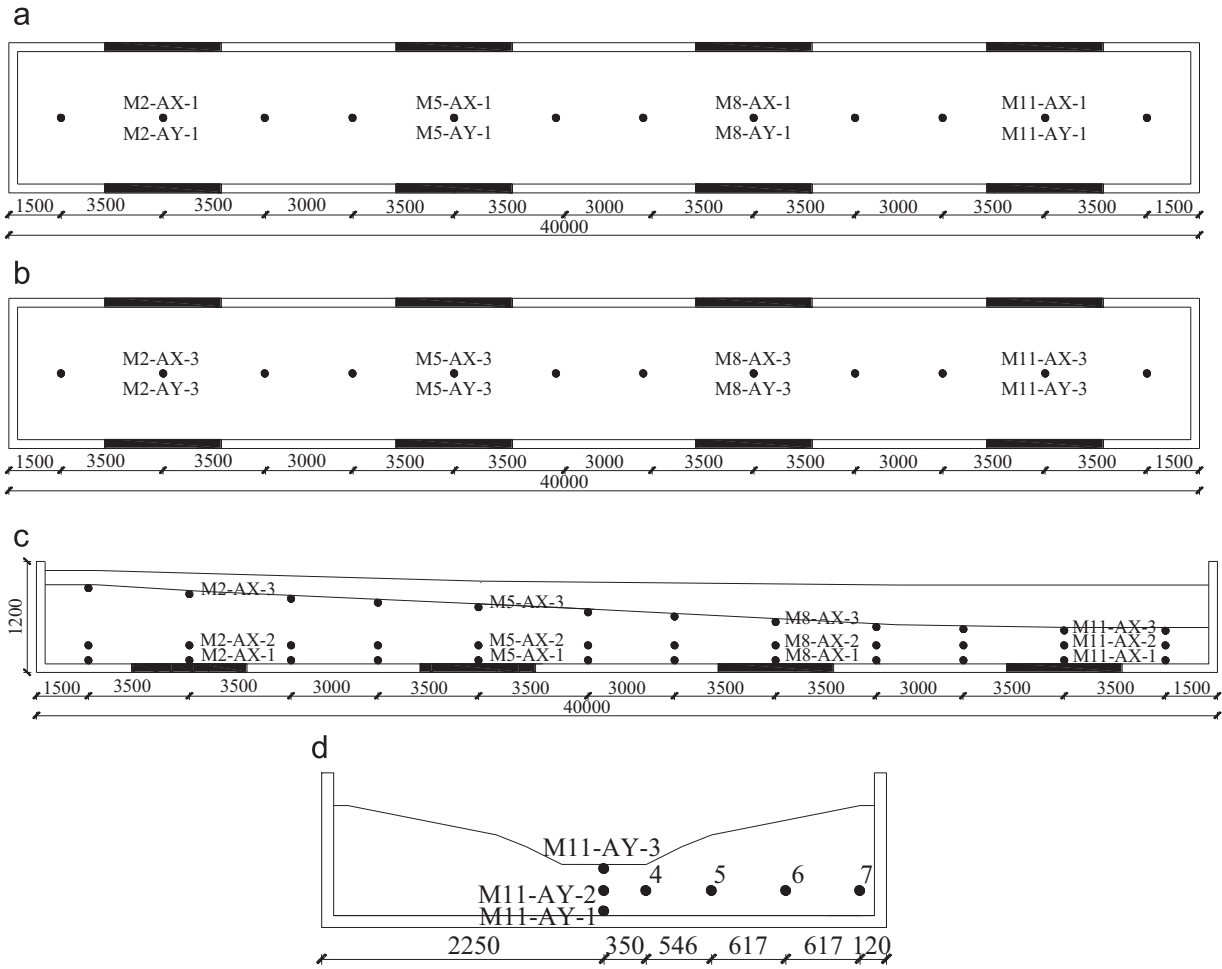 a
M2-AX-1 M5-AX-1 M8-AX-1 M11-AX-1
M2-AY-1 M5-AY-1 M8-AY-1 M11-AY-1
1500 3500 3500 3000 3500 3500 3000 3500 3500 3000 3500 3500 1500
40000
b
M2-AX-3 M5-AX-3 M8-AX-3 M11-AX-3
M2-AY-3 M5-AY-3 M8-AY-3 M11-AY-3
1500 3500 3500 3000 3500 3500 3000 3500 3500 3000 3500 3500 1500
40000
c
1200
M2-AX-3 M5-AX-3 M8-AX-3 M11-AX-3
M2-AX-2 M5-AX-2 M8-AX-2 M11-AX-2
M2-AX-1 M5-AX-1 M8-AX-1 M11-AX-1
1500 3500 3500 3000 3500 3500 3000 3500 3500 3000 3500 3500 1500
40000
d
M11-AY-3
4 5 6 7
M11-AY-2
M11-AY-1
2250 350 546 617 617 120